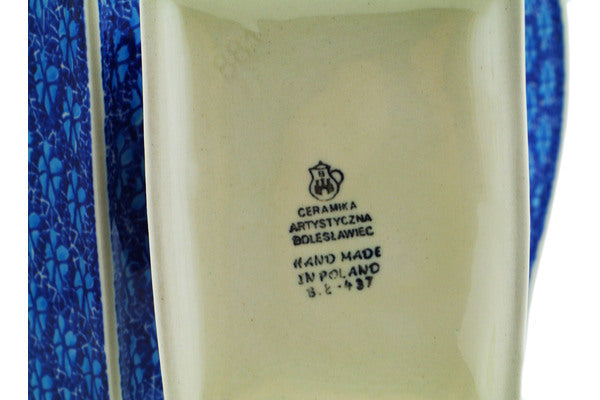 CERAMIKA
ARTYSTYCZNA
BOLESŁAWIEC
HAND MADE
IN POLAND